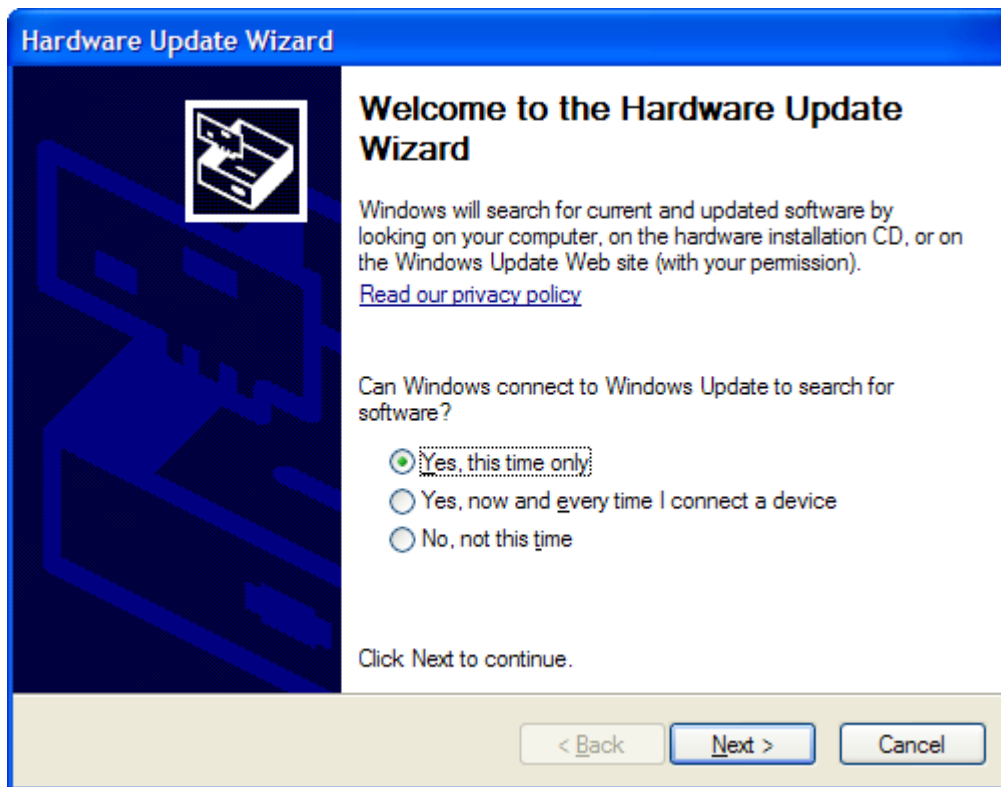 Hardware Update Wizard
Welcome to the Hardware Update
Wizard
Windows will search for current and updated software by
looking on your computer, on the hardware installation CD, or on
the Windows Update Web site (with your permission).
Read our privacy policy
Can Windows connect to Windows Update to search for
software?
Yes, this time only
Yes, now and every time I connect a device
No, not this time
Click Next to continue.
< Back
Next >
Cancel